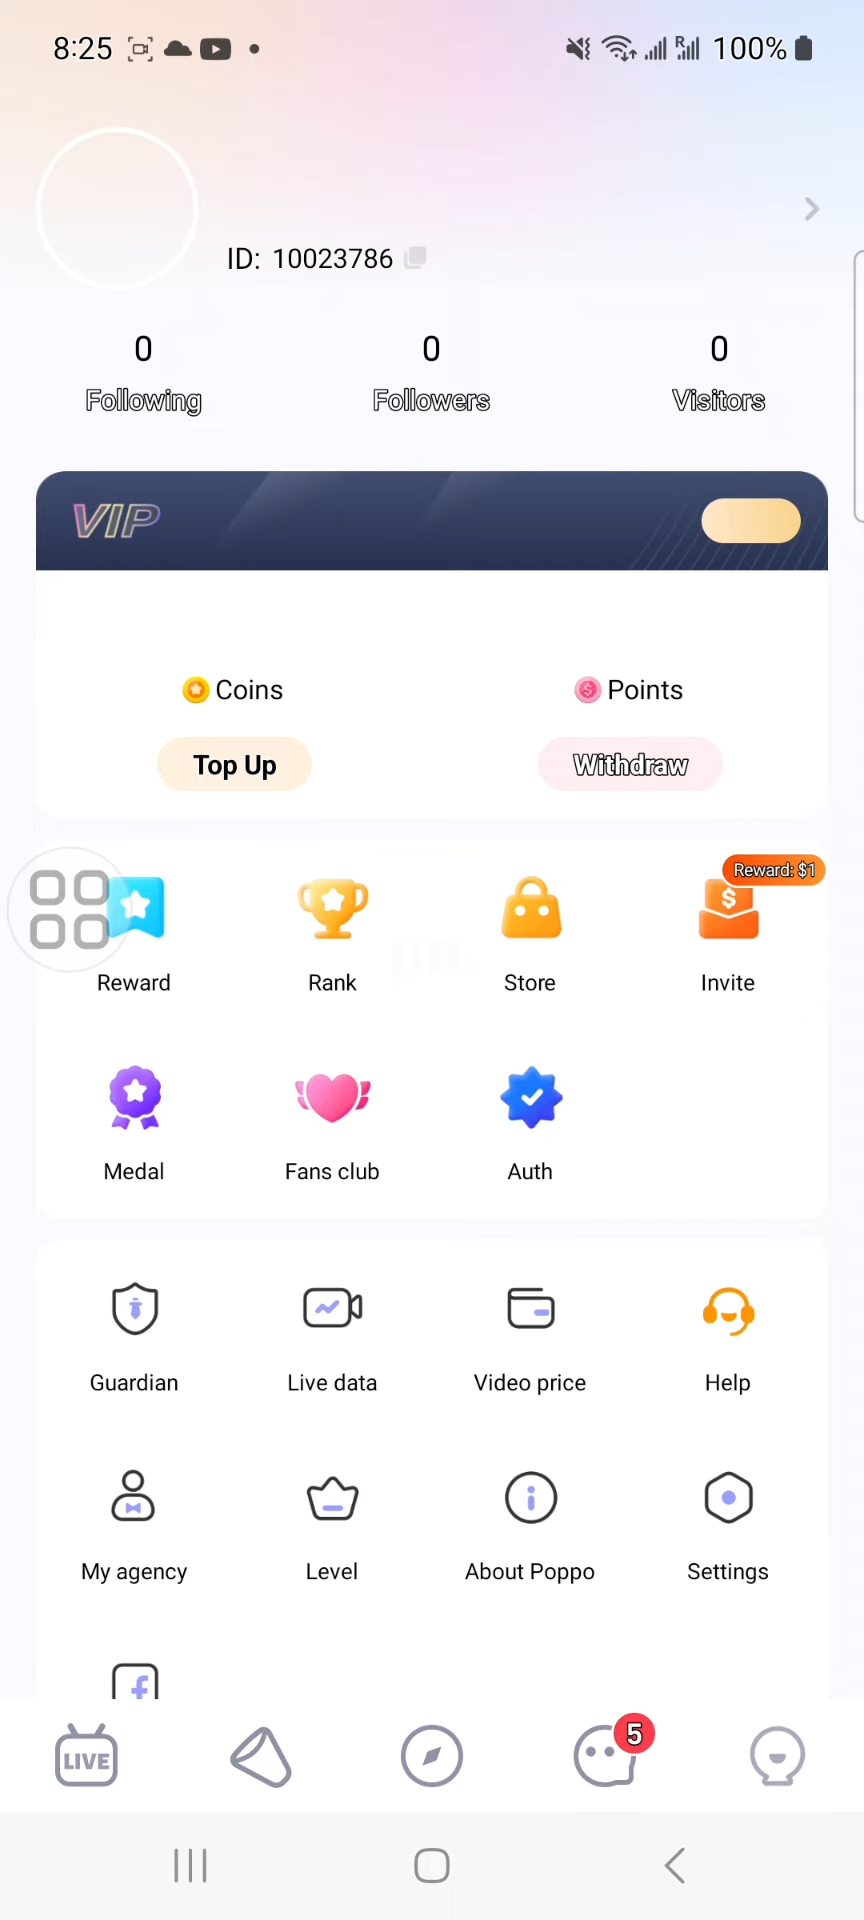 8:25 100%
ID: 10023786
0 0 0
Following Followers Visitors
VIP
Coins Points
Top Up Withdraw
Reward: $1
Reward Rank Store Invite
Medal Fans club Auth
Guardian Live data Video price Help
My agency Level About Poppo Settings
LIVE 5